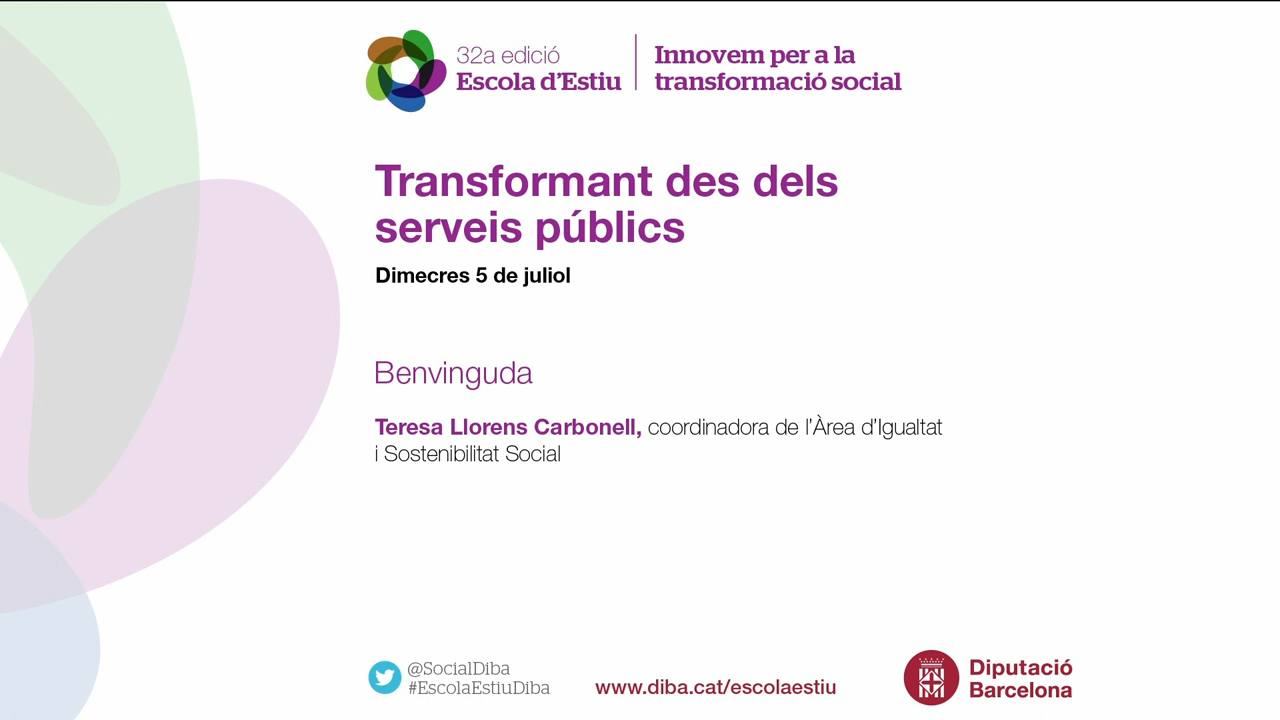 32a edició
Escola d'Estiu
Innovem per a la
transformació social
Transformant des dels
serveis públics
Dimecres 5 de juliol
Benvinguda
Teresa Llorens Carbonell, coordinadora de l'Àrea d'Igualtat
i Sostenibilitat Social
@SocialDiba
#EscolaEstiuDiba
www.diba.cat/escolaestiu
Diputació
Barcelona